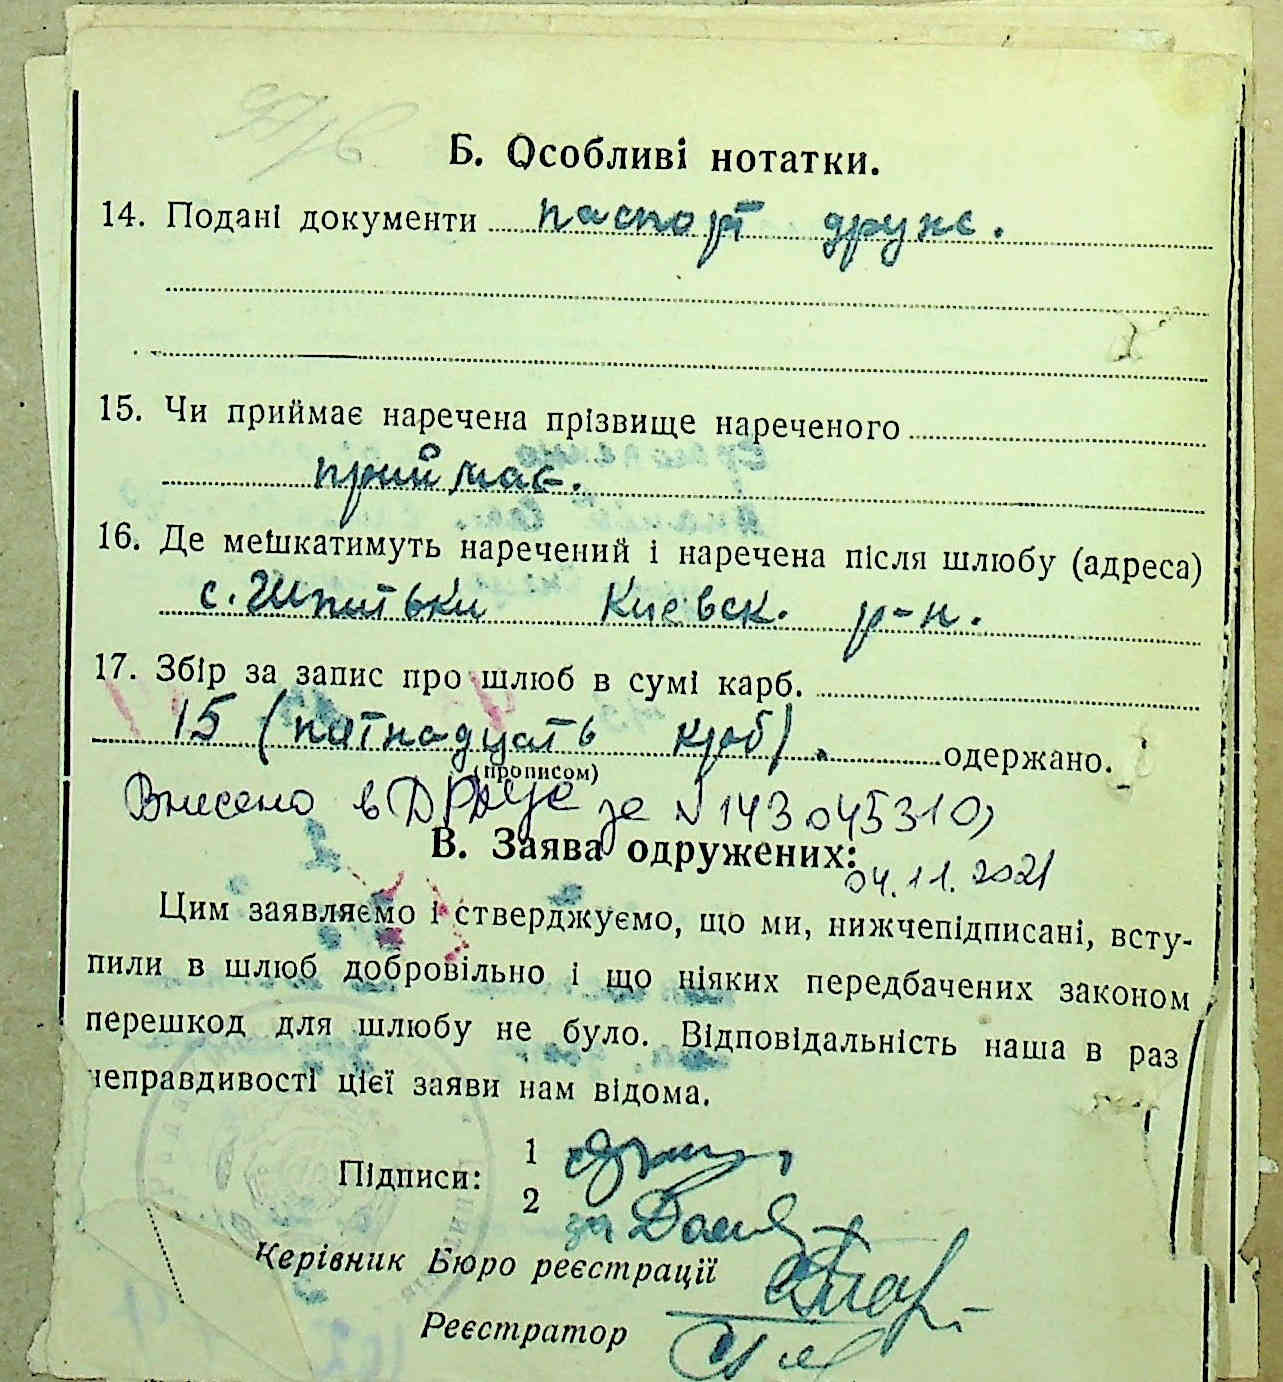 Б. Особливі нотатки.
14. Подані документи паспорт
15. Чи приймає наречена прізвище нареченого
приймає.
16. Де мешкатимуть наречений і наречена після шлюбу (адреса)
с. Шпитьки Киевск. р-н.
17. Збір за запис про шлюб в сумі карб.
15 (пятнадцать крб). одержано.
(прописом)
Внесено в ДРАЦС за N 143045310,
В. Заява одружених:
04.11.2021
Цим заявляємо і стверджуємо, що ми, нижчепідписані, всту-
пили в шлюб добровільно і що ніяких передбачених законом
перешкод для шлюбу не було. Відповідальність наша в раз
неправдивості цієї заяви нам відома.
Підписи: 1
2 за
Керівник Бюро реєстрації
Реєстратор